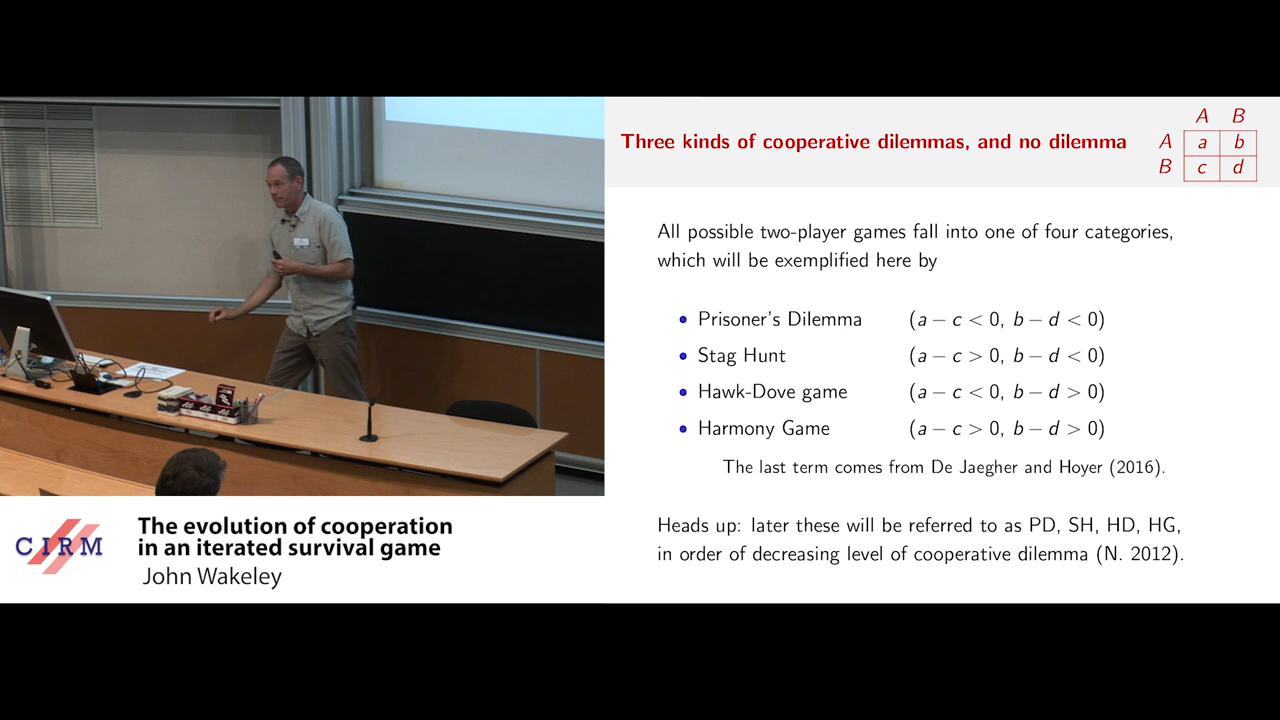 Three kinds of cooperative dilemmas, and no dilemma
A B
A a b
B c d
All possible two-player games fall into one of four categories,
which will be exemplified here by
• Prisoner's Dilemma (a − c < 0, b − d < 0)
• Stag Hunt (a − c > 0, b − d < 0)
• Hawk-Dove game (a − c < 0, b − d > 0)
• Harmony Game (a − c > 0, b − d > 0)
The last term comes from De Jaegher and Hoyer (2016).
Heads up: later these will be referred to as PD, SH, HD, HG,
in order of decreasing level of cooperative dilemma (N. 2012).
CIRM
The evolution of cooperation
in an iterated survival game
John Wakeley